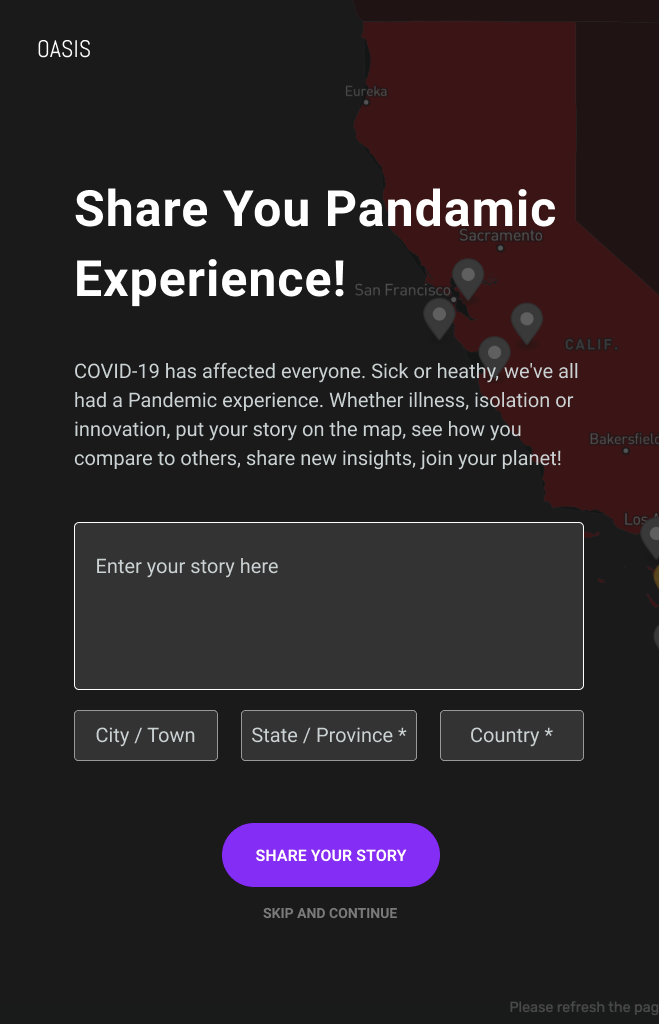 OASIS
Eureka
Share You Pandamic
Sacramento
Experience!
San Francisco
CALIF.
COVID-19 has affected everyone. Sick or heathy, we've all
had a Pandemic experience. Whether illness, isolation or
innovation, put your story on the map, see how you
compare to others, share new insights, join your planet!
Bakersfield
Los A
Enter your story here
City / Town
State / Province *
Country *
SHARE YOUR STORY
SKIP AND CONTINUE
Please refresh the pag